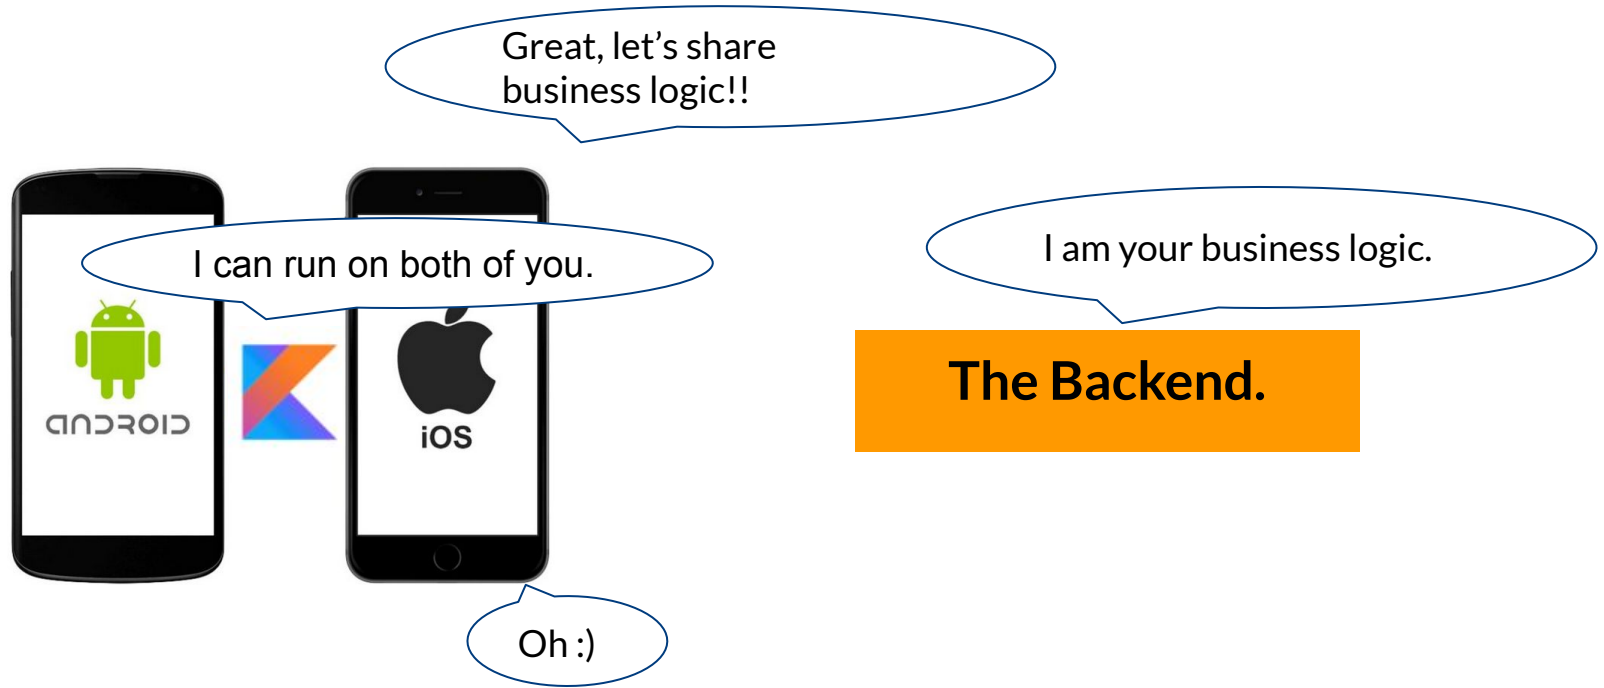 Great, let’s share
business logic!!
I can run on both of you.
I am your business logic.
The Backend.
ANDROID
iOS
Oh :)